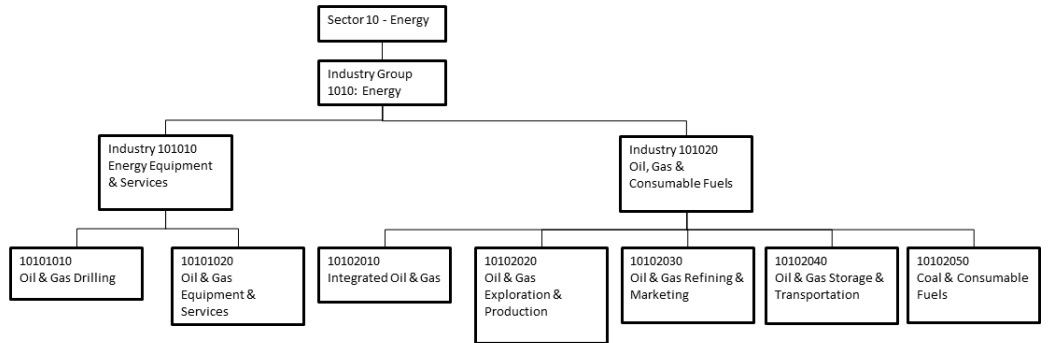 Sector 10 - Energy
Industry Group
1010: Energy
Industry 101010
Energy Equipment
& Services
Industry 101020
Oil, Gas &
Consumable Fuels
10101010
Oil & Gas Drilling
10101020
Oil & Gas
Equipment &
Services
10102010
Integrated Oil & Gas
10102020
Oil & Gas
Exploration &
Production
10102030
Oil & Gas Refining &
Marketing
10102040
Oil & Gas Storage &
Transportation
10102050
Coal & Consumable
Fuels